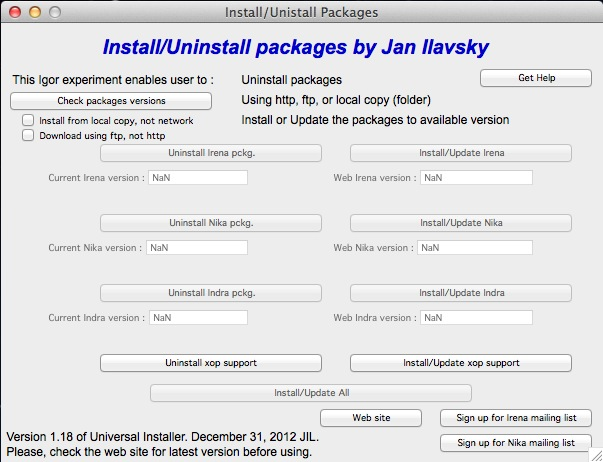 Install/Unistall Packages
Install/Uninstall packages by Jan Ilavsky
This Igor experiment enables user to :
Uninstall packages
Get Help
Check packages versions
Using http, ftp, or local copy (folder)
Install from local copy, not network
Install or Update the packages to available version
Download using ftp, not http
Uninstall Irena pckg.
Install/Update Irena
Current Irena version : NaN
Web Irena version : NaN
Uninstall Nika pckg.
Install/Update Nika
Current Nika version : NaN
Web Nika version : NaN
Uninstall Indra pckg.
Install/Update Indra
Current Indra version : NaN
Web Indra version : NaN
Uninstall xop support
Install/Update xop support
Install/Update All
Web site
Sign up for Irena mailing list
Version 1.18 of Universal Installer. December 31, 2012 JIL.
Please, check the web site for latest version before using.
Sign up for Nika mailing list